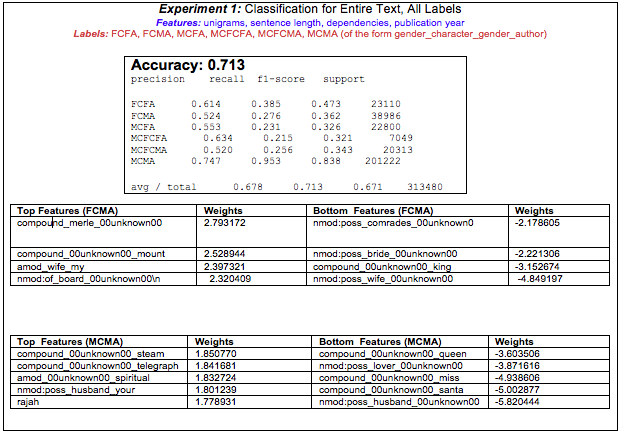 Experiment 1: Classification for Entire Text, All Labels
Features: unigrams, sentence length, dependencies, publication year
Labels: FCFA, FCMA, MCFA, MCFCFA, MCFCMA, MCMA (of the form gender_character_gender_author)
Accuracy: 0.713
precision recall f1-score support
FCFA 0.614 0.385 0.473 23110
FCMA 0.524 0.276 0.362 38986
MCFA 0.553 0.231 0.326 22800
MCFCFA 0.634 0.215 0.321 7049
MCFCMA 0.520 0.256 0.343 20313
MCMA 0.747 0.953 0.838 201222
avg / total 0.678 0.713 0.671 313480
Top Features (FCMA) Weights Bottom Features (FCMA) Weights
compound_merle_00unknown00 2.793172 nmod:poss_comrades_00unknown0 -2.178605
compound_00unknown00_mount 2.528944 nmod:poss_bride_00unknown00 -2.221306
amod_wife_my 2.397321 compound_00unknown00_king -3.152674
nmod:of_board_00unknown00\n 2.320409 nmod:poss_wife_00unknown00 -4.849197
Top Features (MCMA) Weights Bottom Features (MCMA) Weights
compound_00unknown00_steam 1.850770 compound_00unknown00_queen -3.603506
compound_00unknown00_telegraph 1.841681 nmod:poss_lover_00unknown00 -3.871616
amod_00unknown00_spiritual 1.832724 compound_00unknown00_miss -4.938606
nmod:poss_husband_your 1.801239 compound_00unknown00_santa -5.002877
rajah 1.778931 nmod:poss_husband_00unknown00 -5.820444